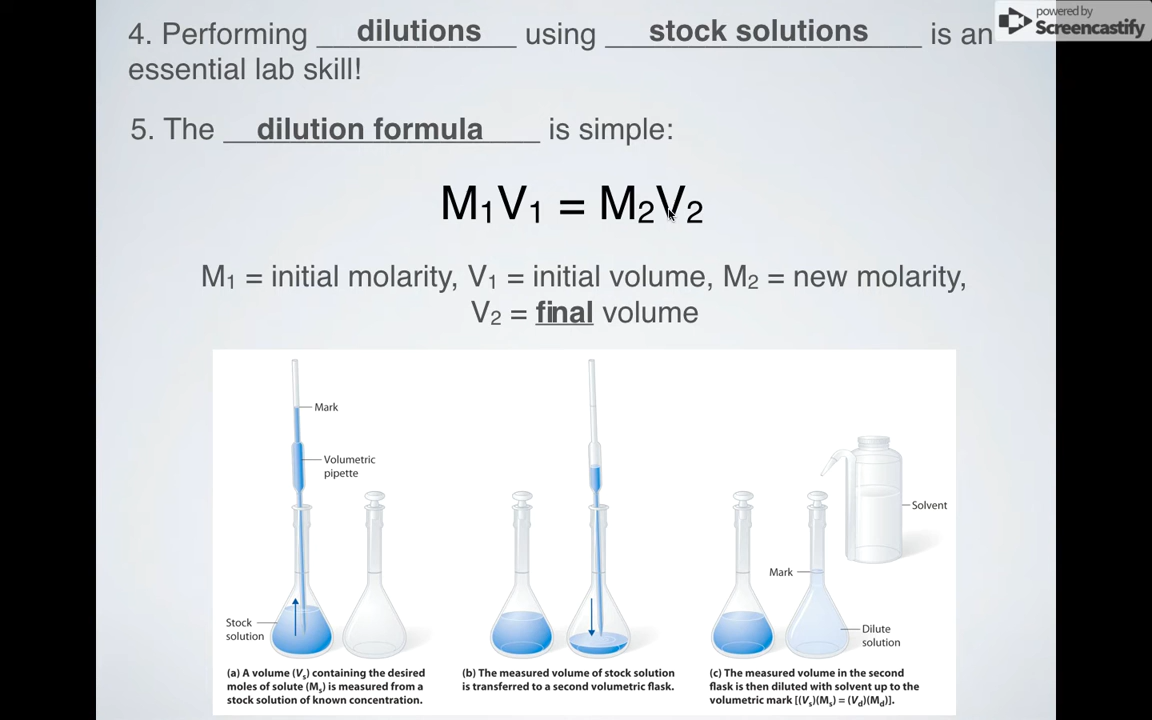 4. Performing dilutions using stock solutions is an
essential lab skill!
powered by
Screencastify
5. The dilution formula is simple:
M₁V₁ = M₂V₂
M₁ = initial molarity, V₁ = initial volume, M₂ = new molarity,
V₂ = final volume
Mark
Volumetric
pipette
Stock
solution
Solvent
Mark
Dilute
solution
(a) A volume (Vₛ) containing the desired
moles of solute (Mₛ) is measured from a
stock solution of known concentration.
(b) The measured volume of stock solution
is transferred to a second volumetric flask.
(c) The measured volume in the second
flask is then diluted with solvent up to the
volumetric mark [(Vₛ)(Mₛ) = (V_d)(M_d)].